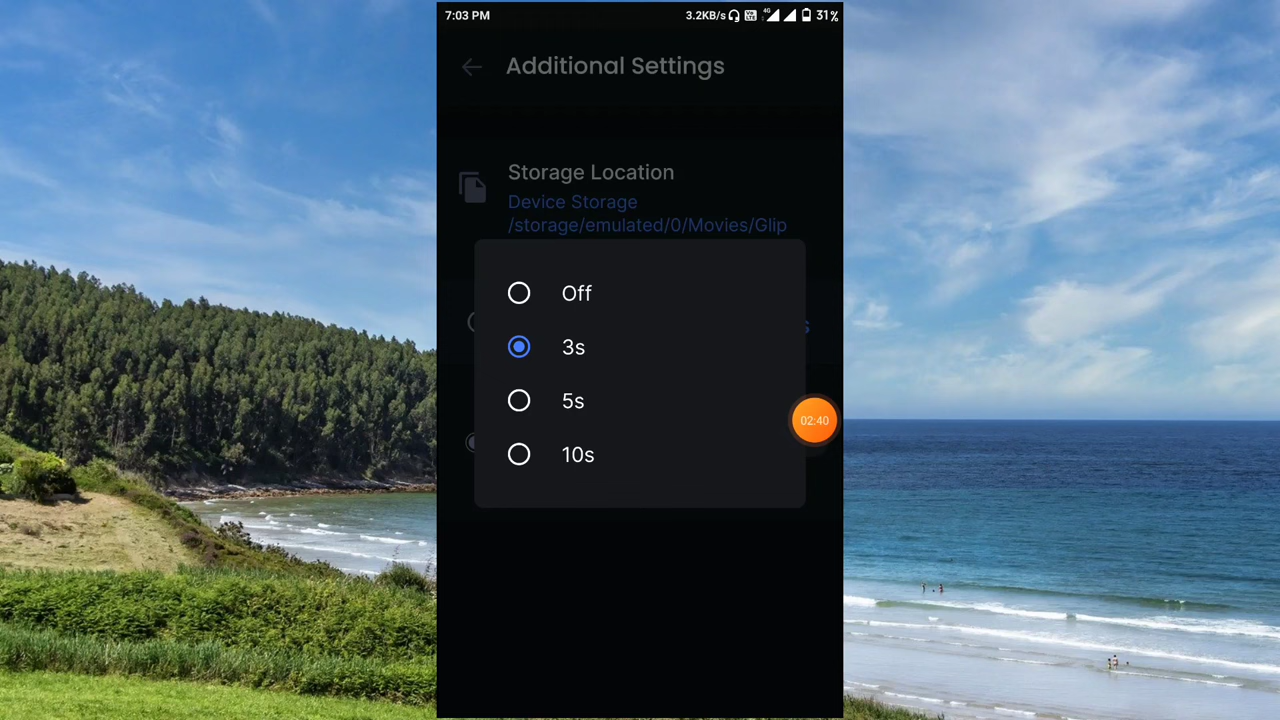 7:03 PM 3.2KB/s 4G 31%
Additional Settings
Storage Location
Device Storage
/storage/emulated/0/Movies/Glip
Off
3s
5s
02:40
10s